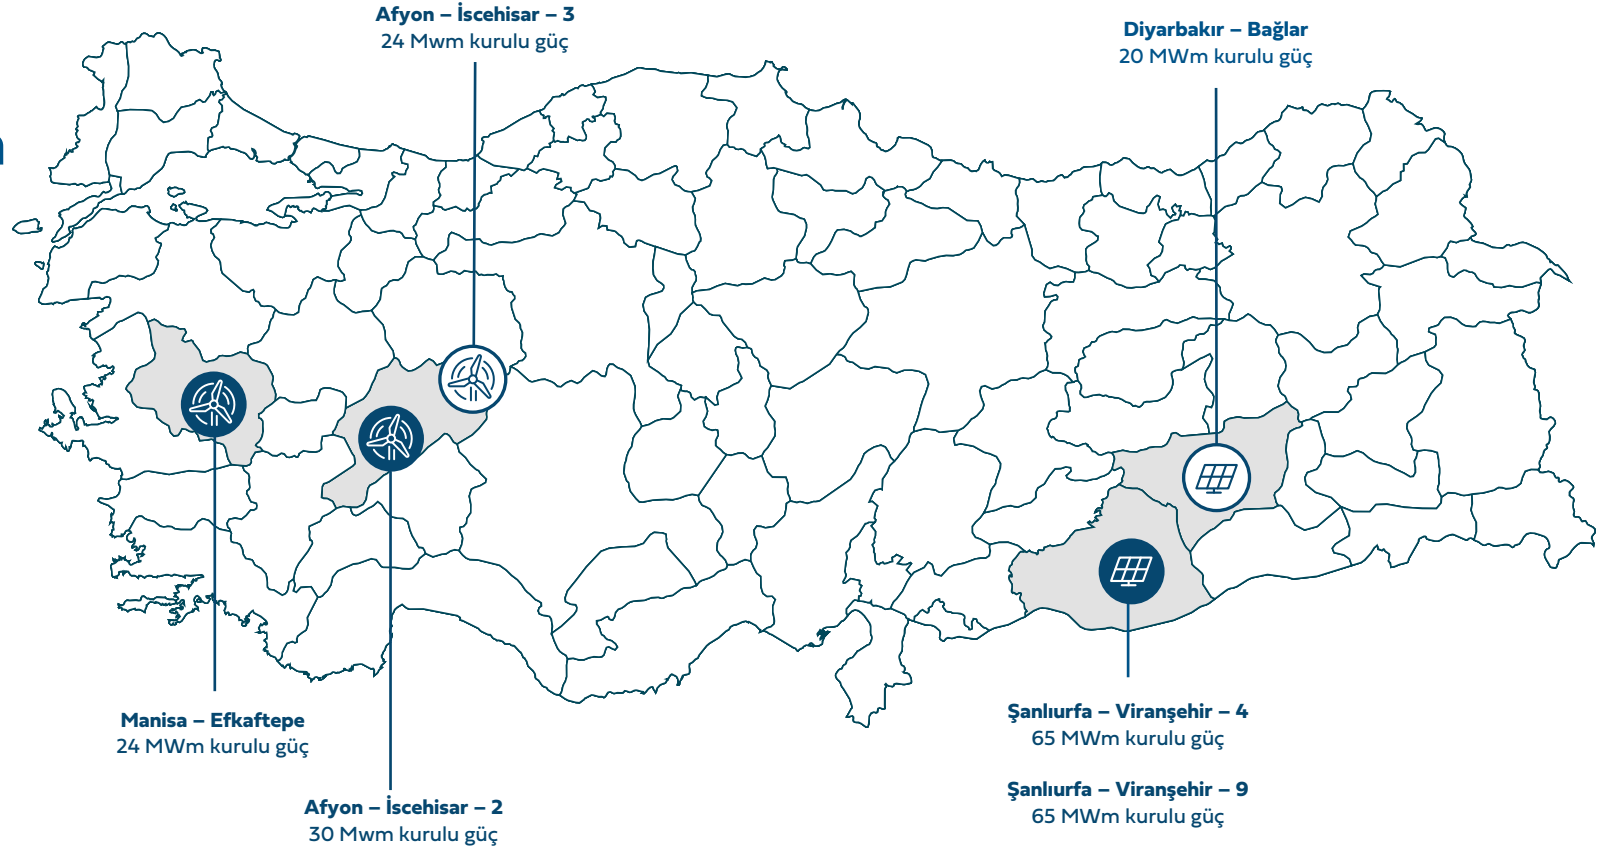 Afyon – İscehisar – 3
24 Mwm kurulu güç
Diyarbakır – Bağlar
20 MWm kurulu güç
Manisa – Efkaftepe
24 MWm kurulu güç
Afyon – İscehisar – 2
30 Mwm kurulu güç
Şanlıurfa – Viranşehir – 4
65 MWm kurulu güç
Şanlıurfa – Viranşehir – 9
65 MWm kurulu güç